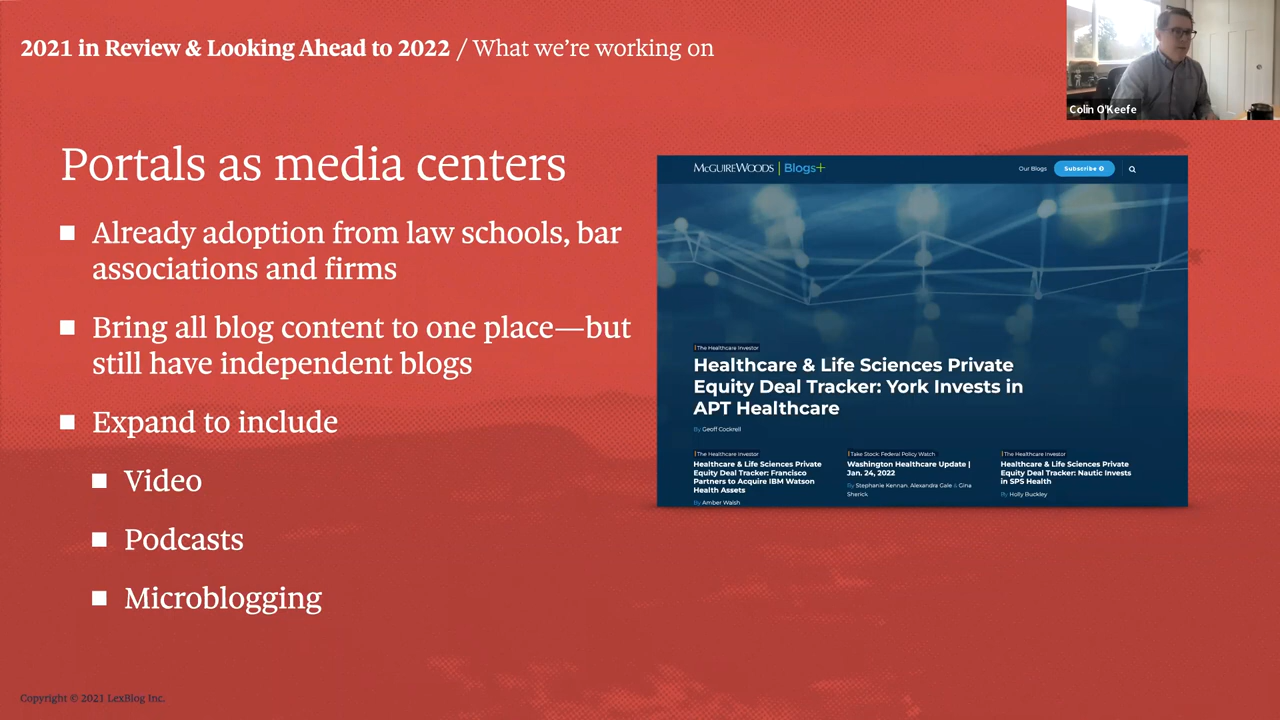 2021 in Review & Looking Ahead to 2022 / What we're working on
Colin O'Keefe
Portals as media centers
Already adoption from law schools, bar
associations and firms
Bring all blog content to one place—but
still have independent blogs
Expand to include
Video
Podcasts
Microblogging
McGUIREWOODS | Blogs+
Our Blogs
Subscribe
The Healthcare Investor
Healthcare & Life Sciences Private
Equity Deal Tracker: York Invests in
APT Healthcare
By Geoff Cockrell
The Healthcare Investor
Healthcare & Life Sciences Private
Equity Deal Tracker: Francisco
Partners to Acquire IBM Watson
Health Assets
By Amber Walsh
Take Stock: Federal Policy Watch
Washington Healthcare Update |
Jan. 24, 2022
By Stephanie Kennan, Alexandra Gale & Gina
Sherick
The Healthcare Investor
Healthcare & Life Sciences Private
Equity Deal Tracker: Nautic Invests
in SPS Health
By Holly Buckley
Copyright © 2021 LexBlog Inc.